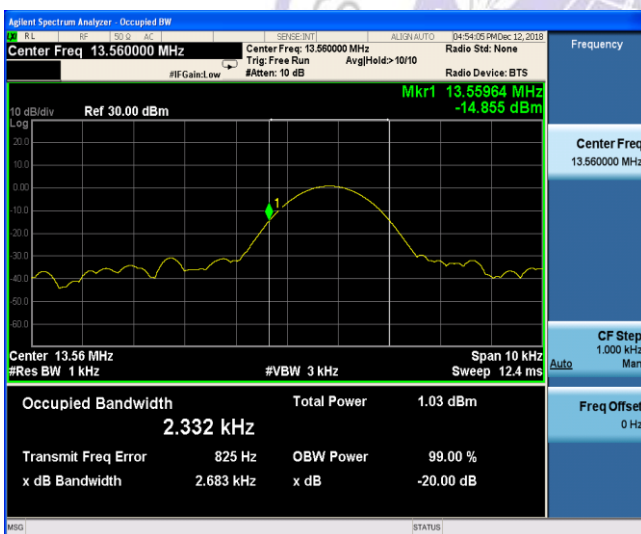 Agilent Spectrum Analyzer - Occupied BW
RL RF 50 Ω AC SENSE:INT ALIGN AUTO 04:54:05 PM Dec 12, 2018
Center Freq 13.560000 MHz Center Freq: 13.560000 MHz Radio Std: None Frequency
Trig: Free Run Avg|Hold:>10/10
#IFGain:Low #Atten: 10 dB Radio Device: BTS
Mkr1 13.55964 MHz
10 dB/div Ref 30.00 dBm -14.855 dBm
Log
20.0
10.0
0.00
-10.0
-20.0
-30.0
-40.0
-50.0
-60.0
1
Center Freq
13.560000 MHz
Center 13.56 MHz Span 10 kHz
#Res BW 1 kHz #VBW 3 kHz Sweep 12.4 ms
CF Step
1.000 kHz
Auto Man
Occupied Bandwidth Total Power 1.03 dBm
2.332 kHz
Transmit Freq Error 825 Hz OBW Power 99.00 %
x dB Bandwidth 2.683 kHz x dB -20.00 dB
Freq Offset
0 Hz
MSG STATUS